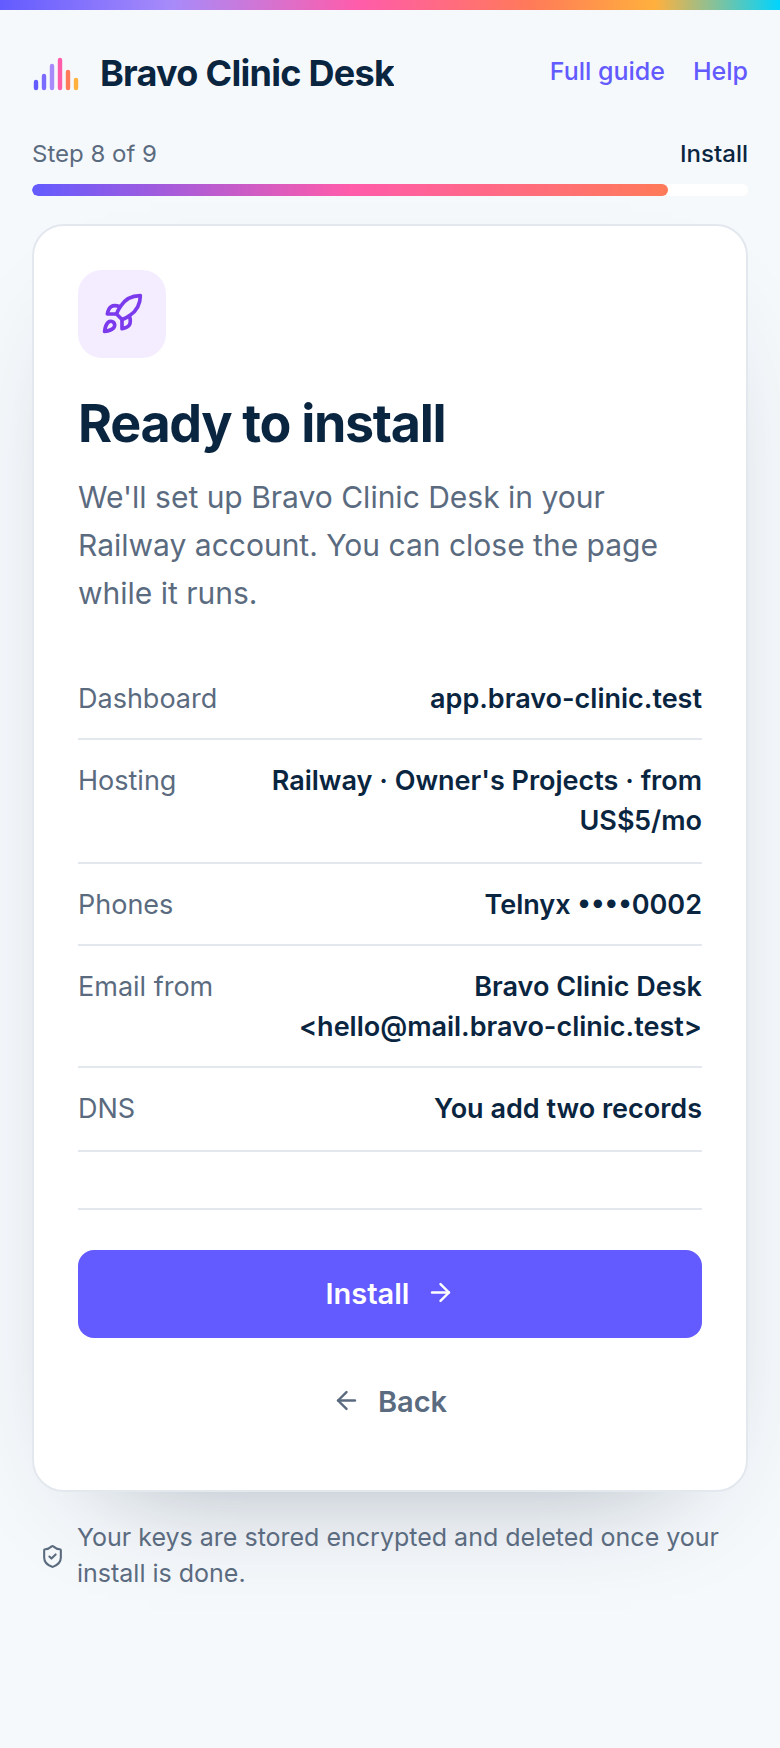 Bravo Clinic Desk
Full guide
Help
Step 8 of 9
Install
Ready to install
We'll set up Bravo Clinic Desk in your
Railway account. You can close the page
while it runs.
Dashboard
app.bravo-clinic.test
Hosting
Railway · Owner's Projects · from
US$5/mo
Phones
Telnyx ••••0002
Email from
Bravo Clinic Desk
<hello@mail.bravo-clinic.test>
DNS
You add two records
Install →
← Back
Your keys are stored encrypted and deleted once your
install is done.